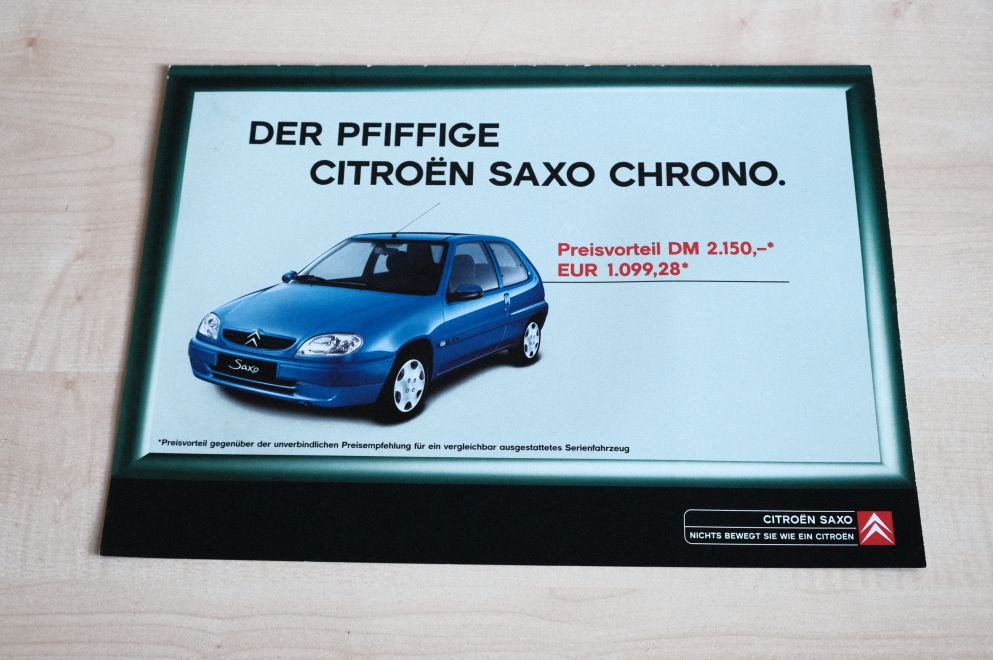 DER PFIFFIGE
CITROËN SAXO CHRONO.
Preisvorteil DM 2.150,–*
EUR 1.099,28*
Saxo
*Preisvorteil gegenüber der unverbindlichen Preisempfehlung für ein vergleichbar ausgestattetes Serienfahrzeug
CITROËN SAXO
NICHTS BEWEGT SIE WIE EIN CITROËN